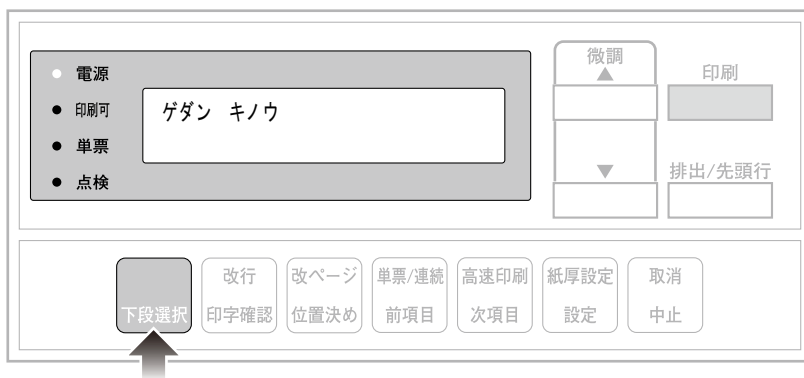 電源
印刷可
単票
点検
ゲダン キノウ
微調
▲
▼
印刷
排出/先頭行
下段選択
改行
印字確認
改ページ
位置決め
単票/連続
前項目
高速印刷
次項目
紙厚設定
設定
取消
中止